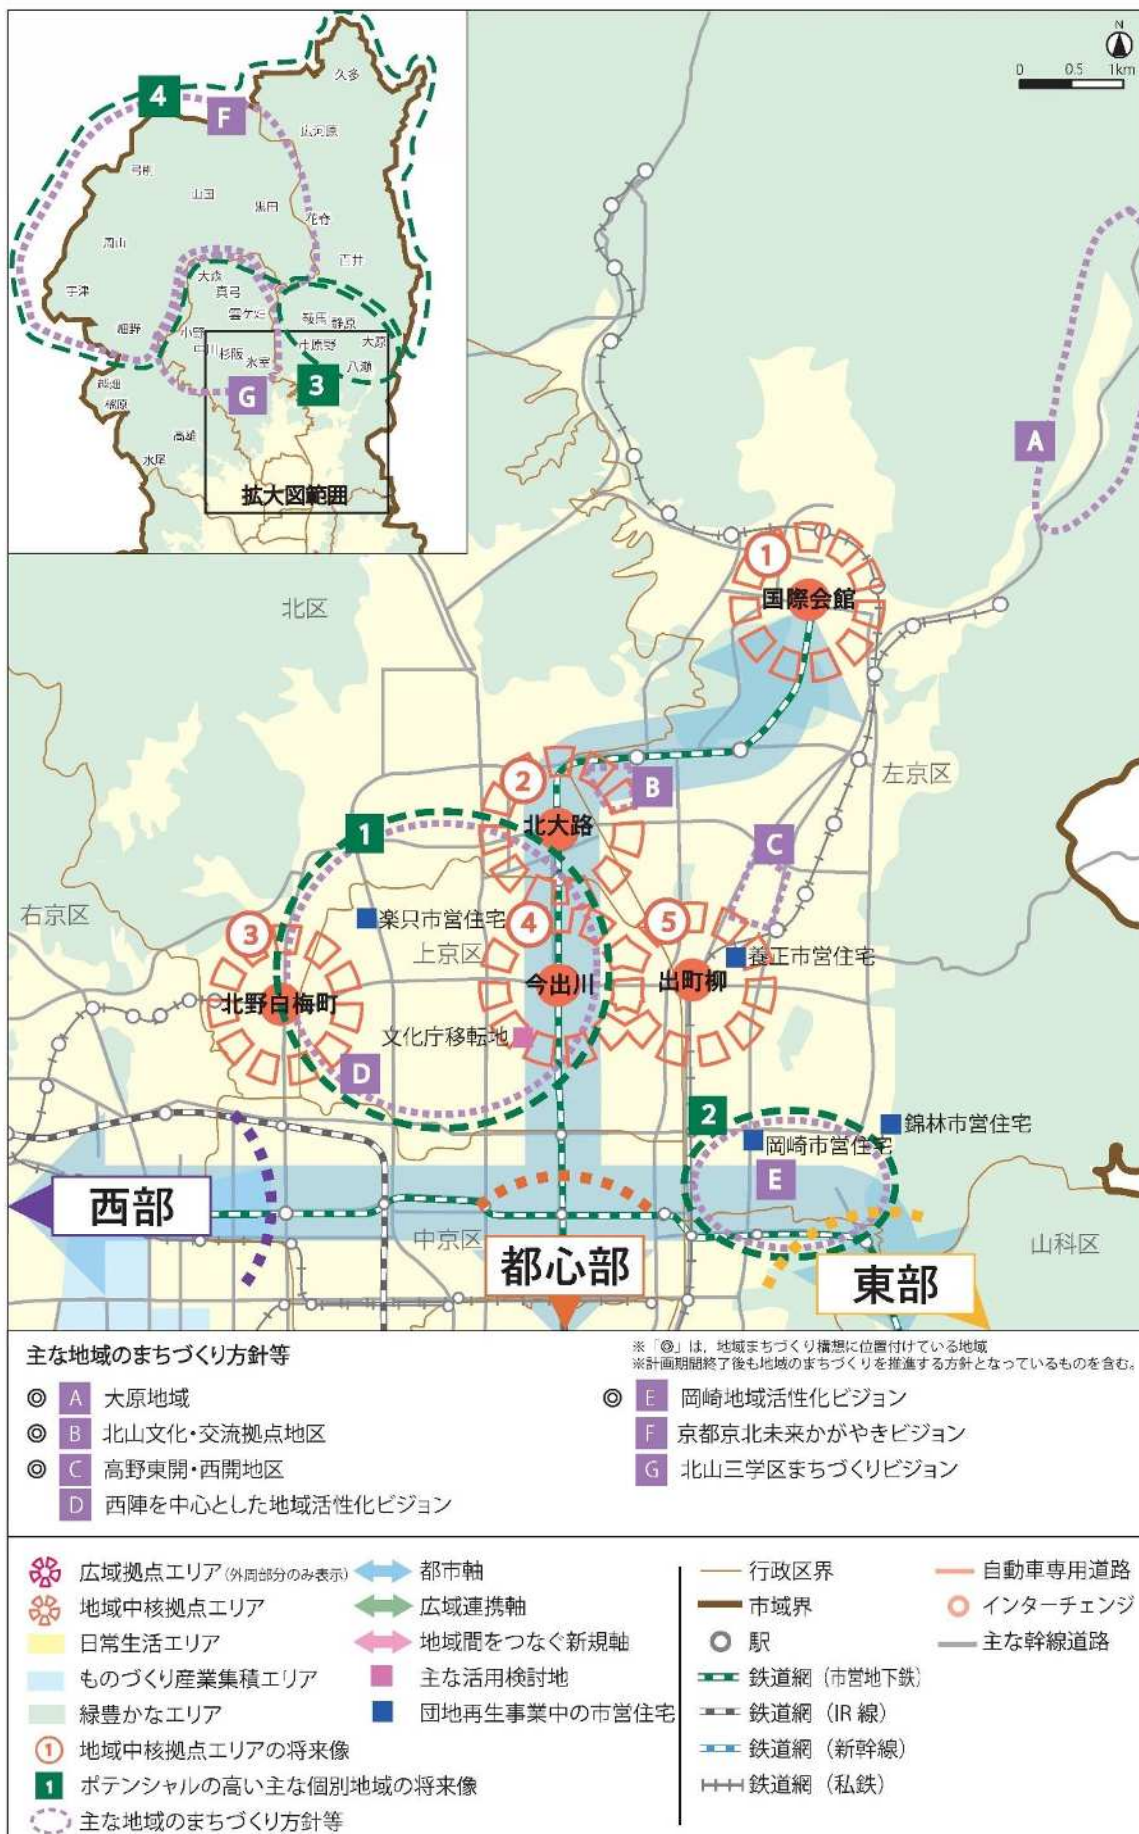 N
0 0.5 1km
久多
4
F
広河原
弓削
山国
黒田
花脊
周山
百井
大森
宇津
真弓
雲ケ畑
鞍馬
静原
細野
小野
中川
杉阪
氷室
市原野
大原
八瀬
3
G
越畑
樒原
高雄
水尾
拡大図範囲
A
1
国際会館
北区
2
B
左京区
北大路
1
C
右京区
楽只市営住宅
3
上京区
4
5
養正市営住宅
北野白梅町
今出川
出町柳
文化庁移転地
D
2
錦林市営住宅
岡崎市営住宅
E
西部
中京区
都心部
山科区
東部
主な地域のまちづくり方針等
※「◎」は、地域まちづくり構想に位置付けている地域
※計画期間終了後も地域のまちづくりを推進する方針となっているものを含む。
◎ A 大原地域
◎ B 北山文化・交流拠点地区
◎ C 高野東開・西開地区
D 西陣を中心とした地域活性化ビジョン
◎ E 岡崎地域活性化ビジョン
F 京都京北未来かがやきビジョン
G 北山三学区まちづくりビジョン
広域拠点エリア(外周部分のみ表示)
地域中核拠点エリア
日常生活エリア
ものづくり産業集積エリア
緑豊かなエリア
1 地域中核拠点エリアの将来像
1 ポテンシャルの高い主な個別地域の将来像
主な地域のまちづくり方針等
都市軸
広域連携軸
地域間をつなぐ新規軸
主な活用検討地
団地再生事業中の市営住宅
行政区界
市域界
駅
鉄道網(市営地下鉄)
鉄道網(JR線)
鉄道網(新幹線)
鉄道網(私鉄)
自動車専用道路
インターチェンジ
主な幹線道路